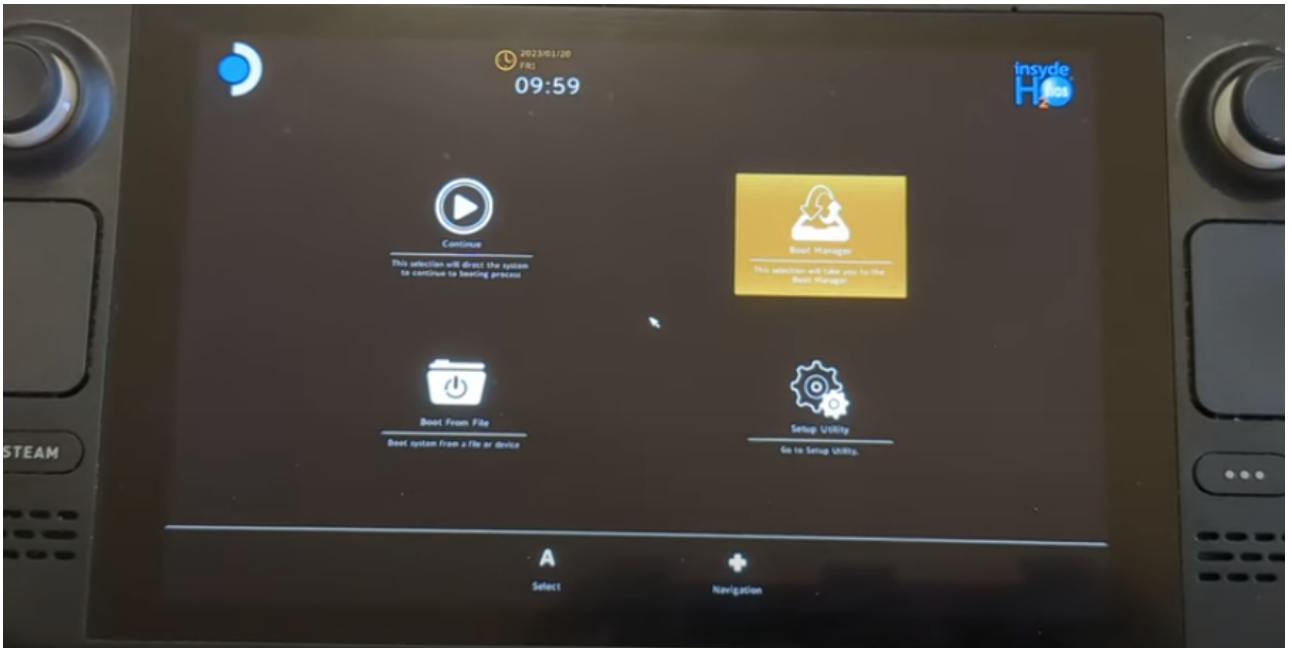 2023/01/20
FRI
09:59
insyde
H2O
bios
Continue
This selection will direct the system
to continue to booting process
Boot Manager
This selection will take you to the
Boot Manager
Boot From File
Boot system from a file or device
Setup Utility
Go to Setup Utility.
STEAM
A
Select
Navigation